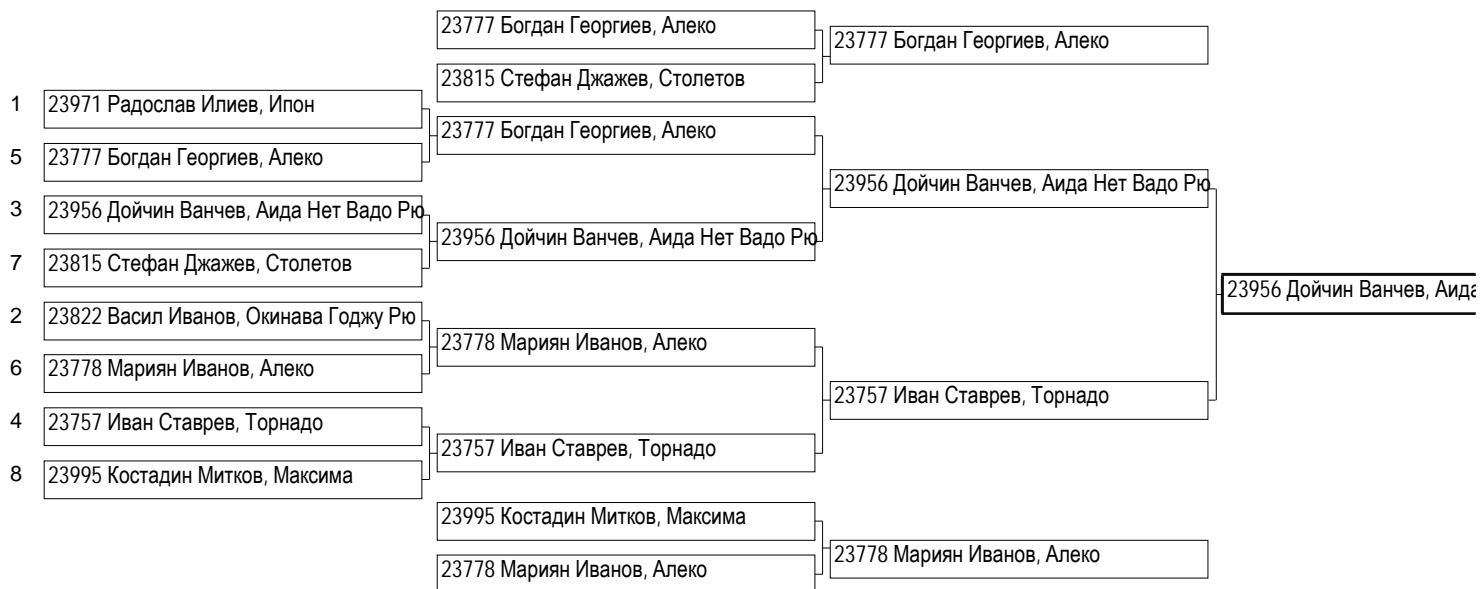 23777 Богдан Георгиев, Алеко
23777 Богдан Георгиев, Алеко
23815 Стефан Джажев, Столетов
1 23971 Радослав Илиев, Ипон
23777 Богдан Георгиев, Алеко
5 23777 Богдан Георгиев, Алеко
23956 Дойчин Ванчев, Аида Нет Вадо Рю
3 23956 Дойчин Ванчев, Аида Нет Вадо Рю
23956 Дойчин Ванчев, Аида Нет Вадо Рю
7 23815 Стефан Джажев, Столетов
23956 Дойчин Ванчев, Аида
2 23822 Васил Иванов, Окинава Годжу Рю
23778 Мариян Иванов, Алеко
6 23778 Мариян Иванов, Алеко
23757 Иван Ставрев, Торнадо
4 23757 Иван Ставрев, Торнадо
23757 Иван Ставрев, Торнадо
8 23995 Костадин Митков, Максима
23995 Костадин Митков, Максима
23778 Мариян Иванов, Алеко
23778 Мариян Иванов, Алеко